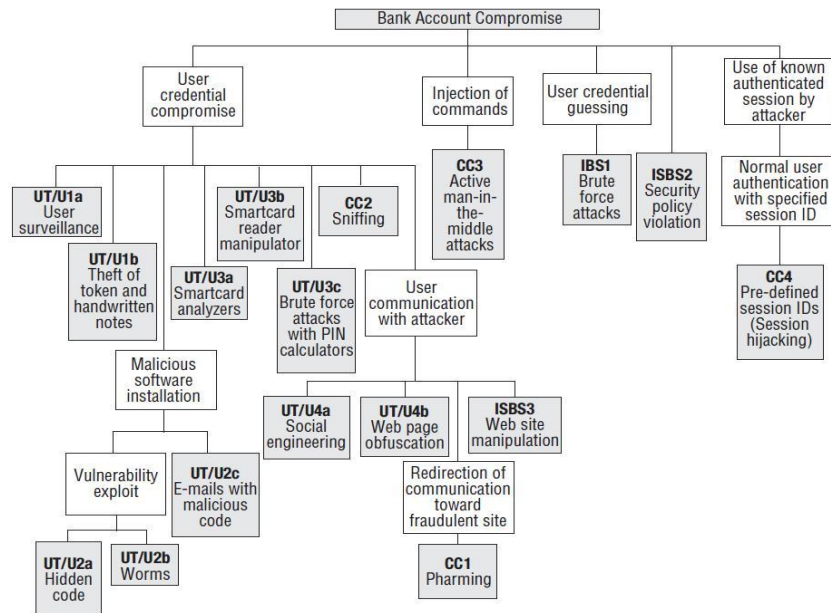 Bank Account Compromise
User
credential
compromise
Injection of
commands
User credential
guessing
Use of known
authenticated
session by
attacker
CC3
Active
man-in-
the-
middle
attacks
IBS1
Brute
force
attacks
ISBS2
Security
policy
violation
Normal user
authentication
with specified
session ID
CC4
Pre-defined
session IDs
(Session
hijacking)
UT/U1a
User
surveillance
UT/U1b
Theft of
token and
handwritten
notes
UT/U3a
Smartcard
analyzers
UT/U3b
Smartcard
reader
manipulator
UT/U3c
Brute force
attacks
with PIN
calculators
CC2
Sniffing
User
communication
with attacker
Malicious
software
installation
UT/U4a
Social
engineering
UT/U4b
Web page
obfuscation
ISBS3
Web site
manipulation
Vulnerability
exploit
UT/U2c
E-mails with
malicious
code
Redirection of
communication
toward
fraudulent site
UT/U2a
Hidden
code
UT/U2b
Worms
CC1
Pharming